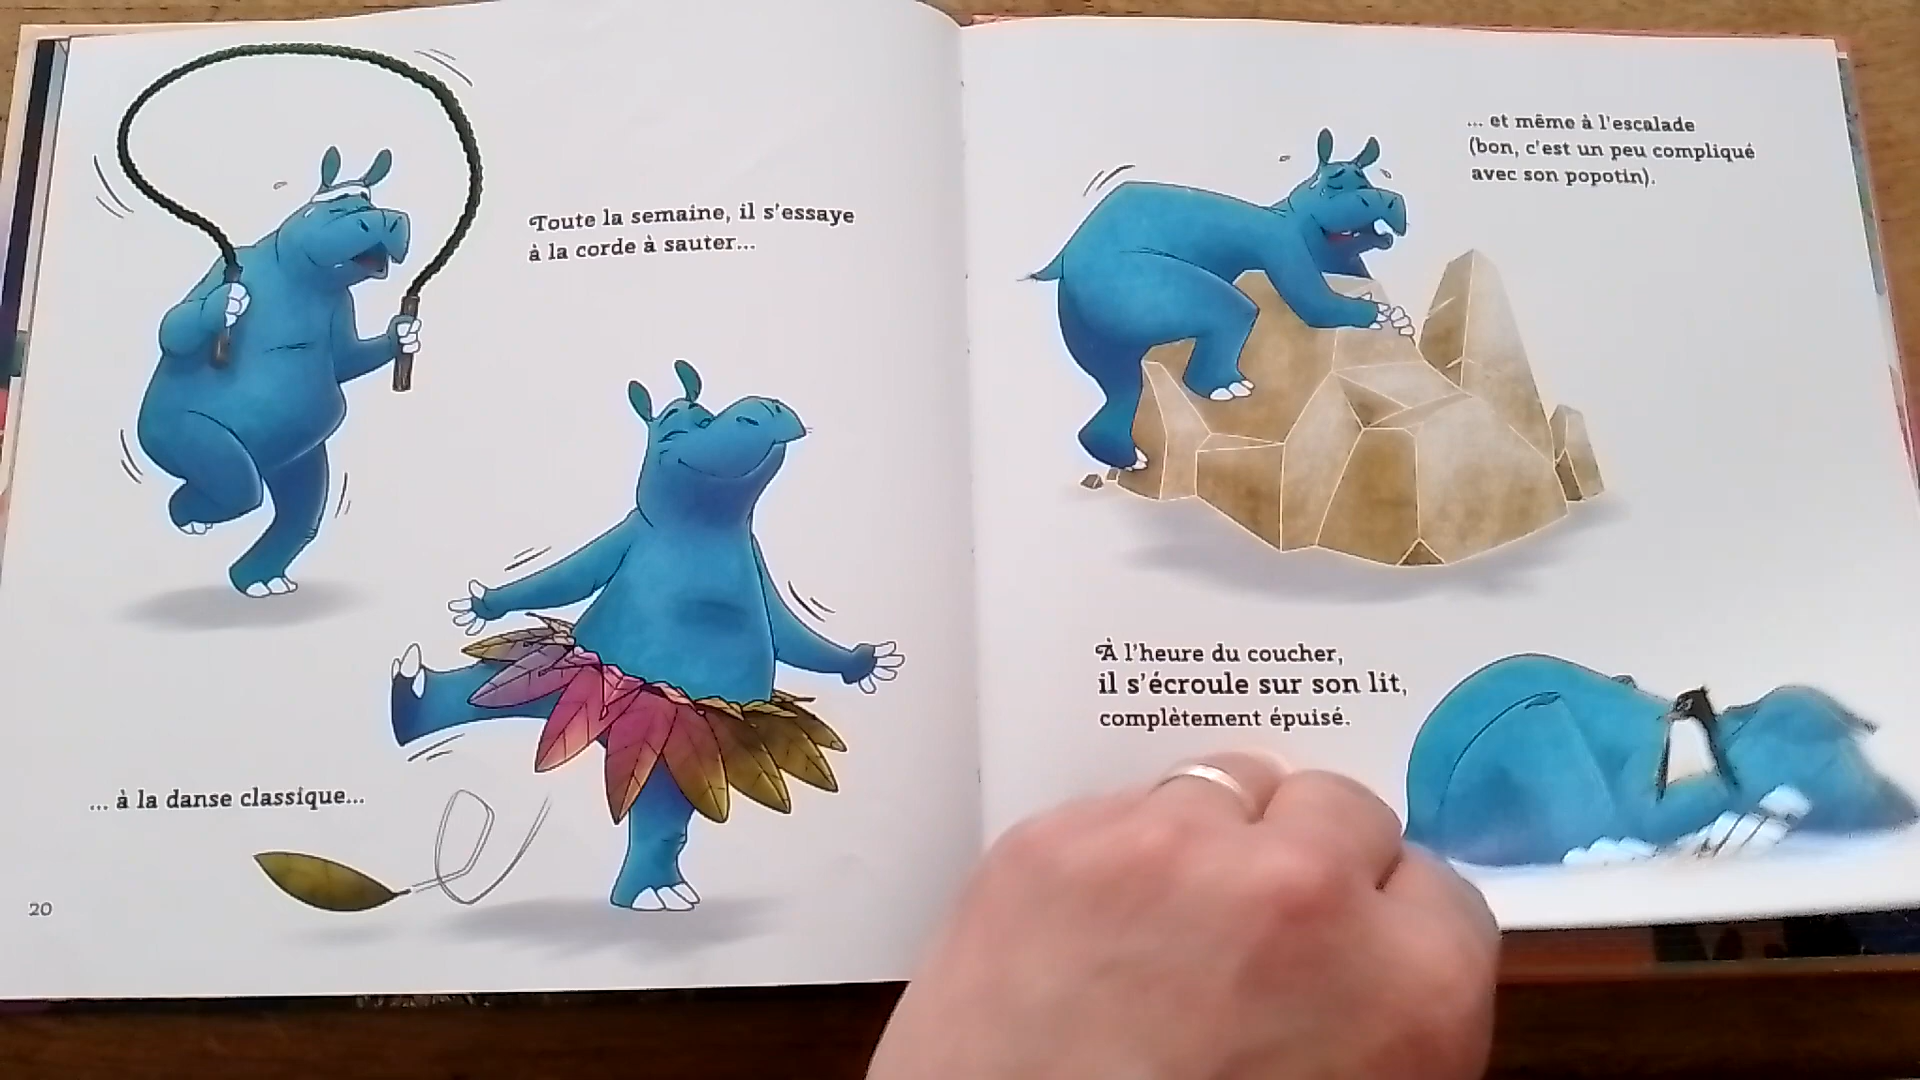 Toute la semaine, il s'essaye
à la corde à sauter...
... à la danse classique...
20
... et même à l'escalade
(bon, c'est un peu compliqué
avec son popotin).
À l'heure du coucher,
il s'écroule sur son lit,
complètement épuisé.